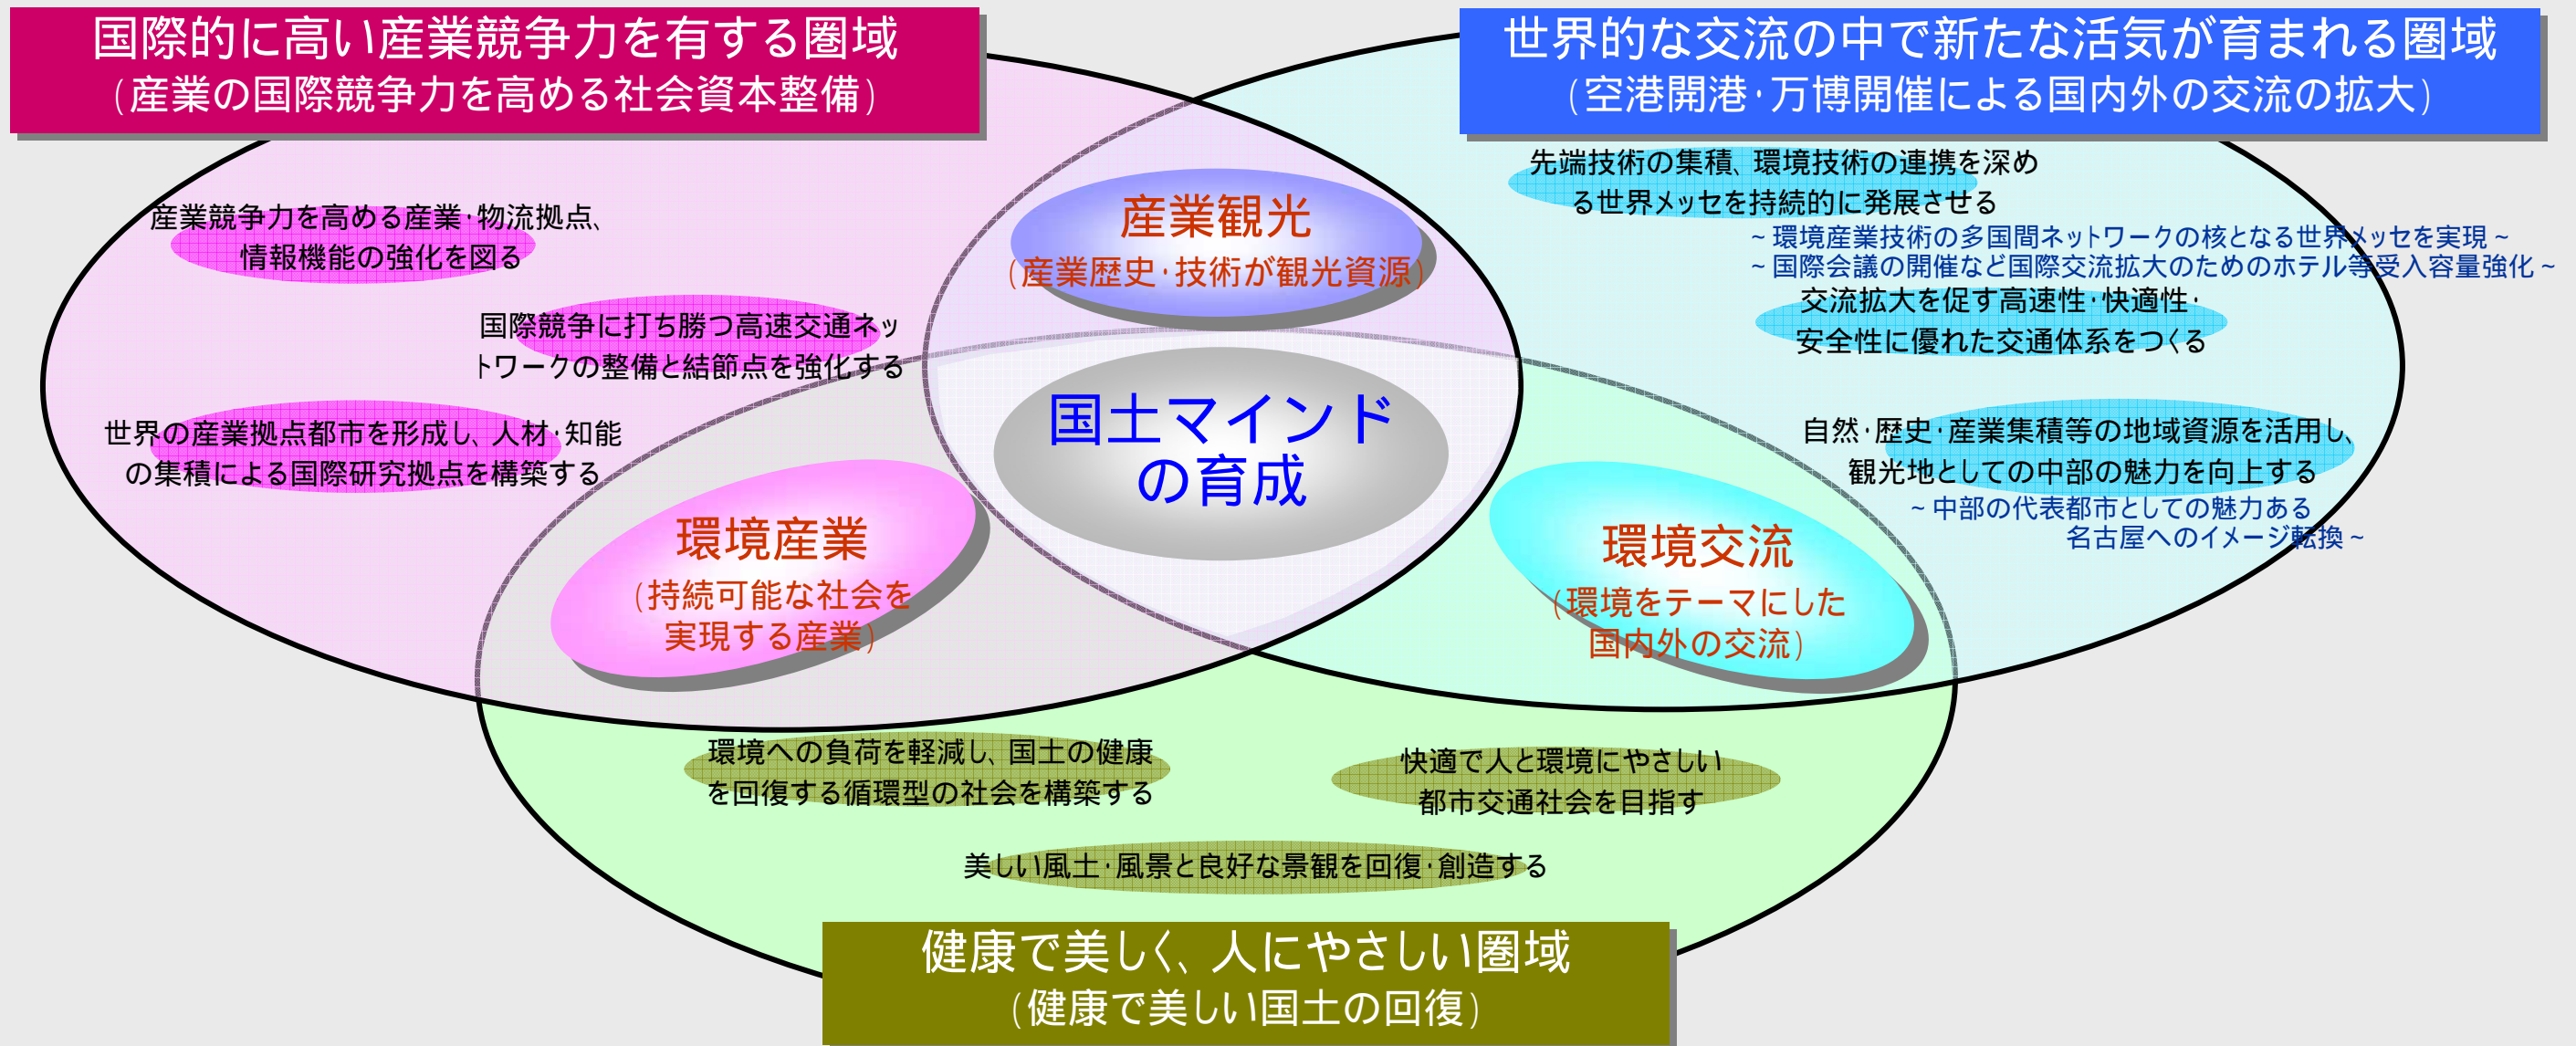 国際的に高い産業競争力を有する圏域
(産業の国際競争力を高める社会資本整備)
世界的な交流の中で新たな活気が育まれる圏域
(空港開港・万博開催による国内外の交流の拡大)
産業競争力を高める産業・物流拠点、
情報機能の強化を図る
国際競争に打ち勝つ高速交通ネッ
トワークの整備と結節点を強化する
世界の産業拠点都市を形成し、人材・知能
の集積による国際研究拠点を構築する
産業観光
(産業歴史・技術が観光資源)
国土マインド
の育成
先端技術の集積、環境技術の連携を深め
る世界メッセを持続的に発展させる
~環境産業技術の多国間ネットワークの核となる世界メッセを実現~
~国際会議の開催など国際交流拡大のためのホテル等受入容量強化~
交流拡大を促す高速性・快適性・
安全性に優れた交通体系をつくる
自然・歴史・産業集積等の地域資源を活用し、
観光地としての中部の魅力を向上する
~中部の代表都市としての魅力ある
名古屋へのイメージ転換~
環境産業
(持続可能な社会を
実現する産業)
環境交流
(環境をテーマにした
国内外の交流)
環境への負荷を軽減し、国土の健康
を回復する循環型の社会を構築する
快適で人と環境にやさしい
都市交通社会を目指す
美しい風土・風景と良好な景観を回復・創造する
健康で美しく、人にやさしい圏域
(健康で美しい国土の回復)